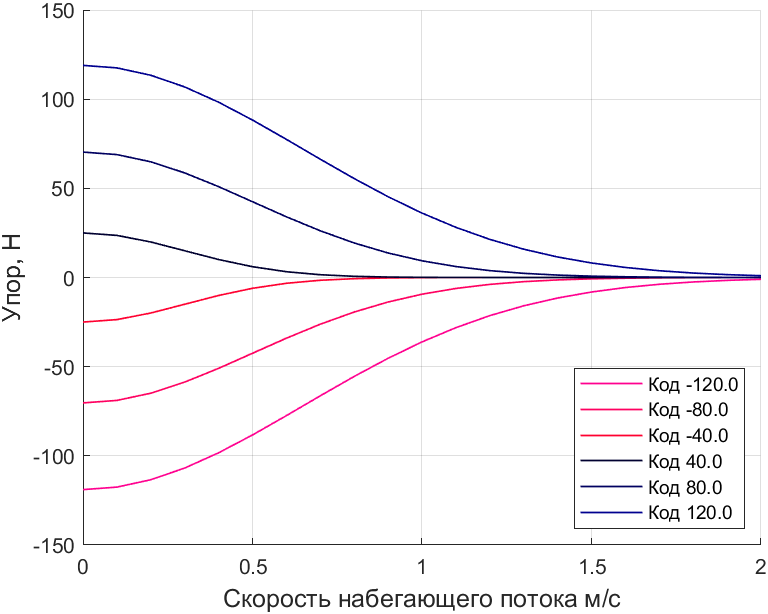 150
100
50
0
-50
-100
-150
Упор, Н
0
0.5
1
1.5
2
Скорость набегающего потока м/с
Код -120.0
Код -80.0
Код -40.0
Код 40.0
Код 80.0
Код 120.0